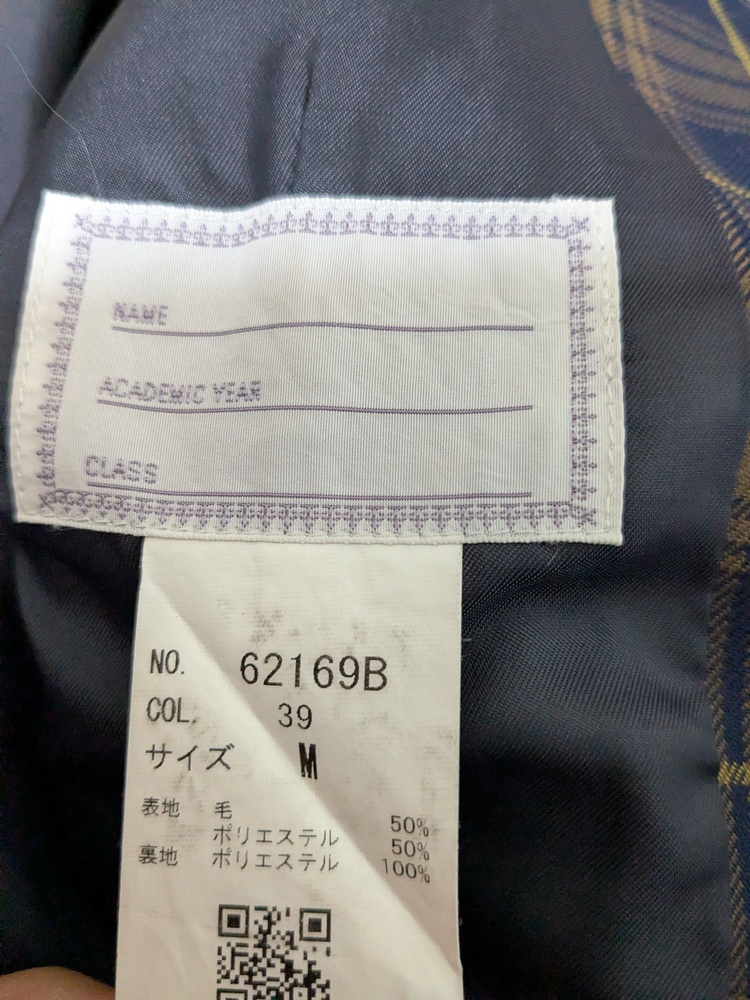 NAME
ACADEMIC YEAR
CLASS
NO. 62169B
COL. 39
サイズ M
表地 毛 50%
ポリエステル 50%
裏地 ポリエステル 100%